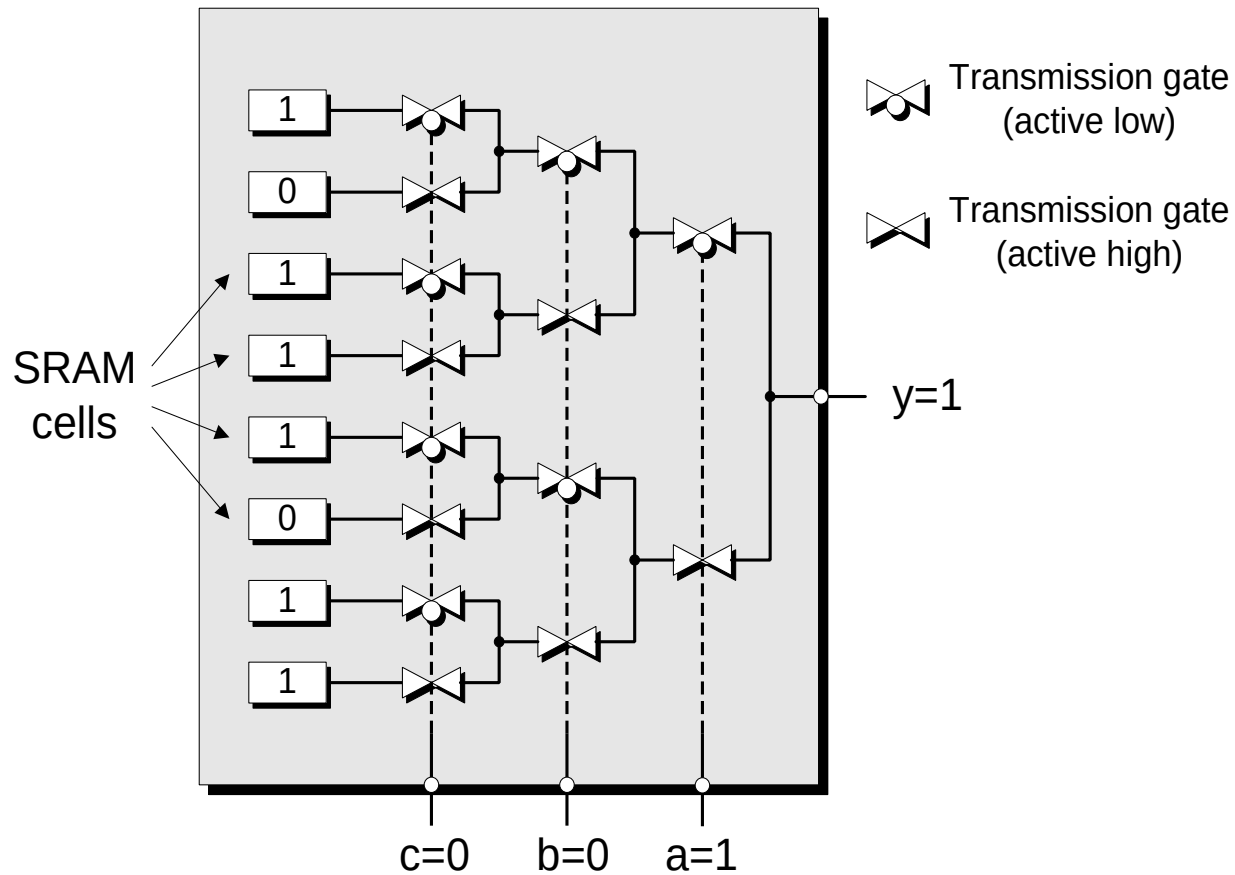 1
0
1
1
1
0
1
1
SRAM
cells
c=0
b=0
a=1
y=1
Transmission gate
(active low)
Transmission gate
(active high)